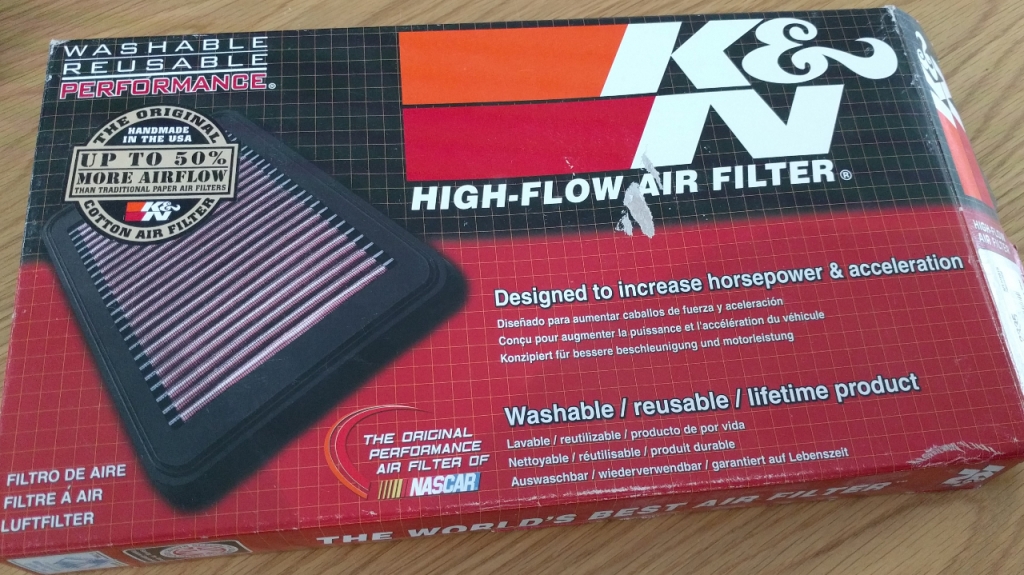 WASHABLE
REUSABLE
PERFORMANCE®
THE ORIGINAL
HANDMADE
IN THE USA
UP TO 50%
MORE AIRFLOW
THAN TRADITIONAL PAPER AIR FILTERS
K&N
COTTON AIR FILTER
K&N
HIGH-FLOW AIR FILTER®
Designed to increase horsepower & acceleration
Diseñado para aumentar caballos de fuerza y aceleración
Conçu pour augmenter la puissance et l'accélération du véhicule
Konzipiert für bessere beschleunigung und motorleistung
Washable / reusable / lifetime product
Lavable / reutilizable / producto de por vida
Nettoyable / réutilisable / produit durable
Auswaschbar / wiederverwendbar / garantiert auf Lebenszeit
THE ORIGINAL
PERFORMANCE
AIR FILTER OF
NASCAR
FILTRO DE AIRE
FILTRE Á AIR
LUFTFILTER
THE WORLD'S BEST AIR FILTER
HIGH-FLOW
AIR FILTER